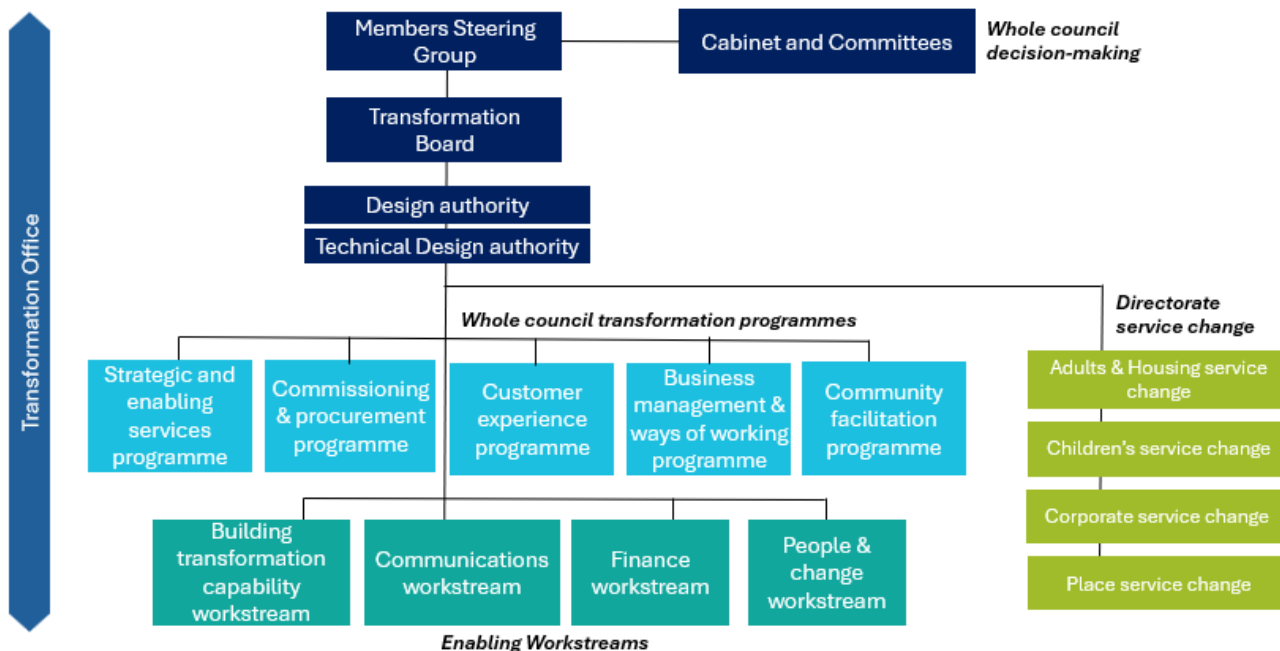 Transformation Office
Members Steering
Group
Cabinet and Committees
Whole council
decision-making
Transformation
Board
Design authority
Technical Design authority
Directorate
service change
Whole council transformation programmes
Strategic and
enabling
services
programme
Commissioning
& procurement
programme
Customer
experience
programme
Business
management &
ways of working
programme
Community
facilitation
programme
Adults & Housing service
change
Children's service change
Corporate service change
Place service change
Building
transformation
capability
workstream
Communications
workstream
Finance
workstream
People &
change
workstream
Enabling Workstreams